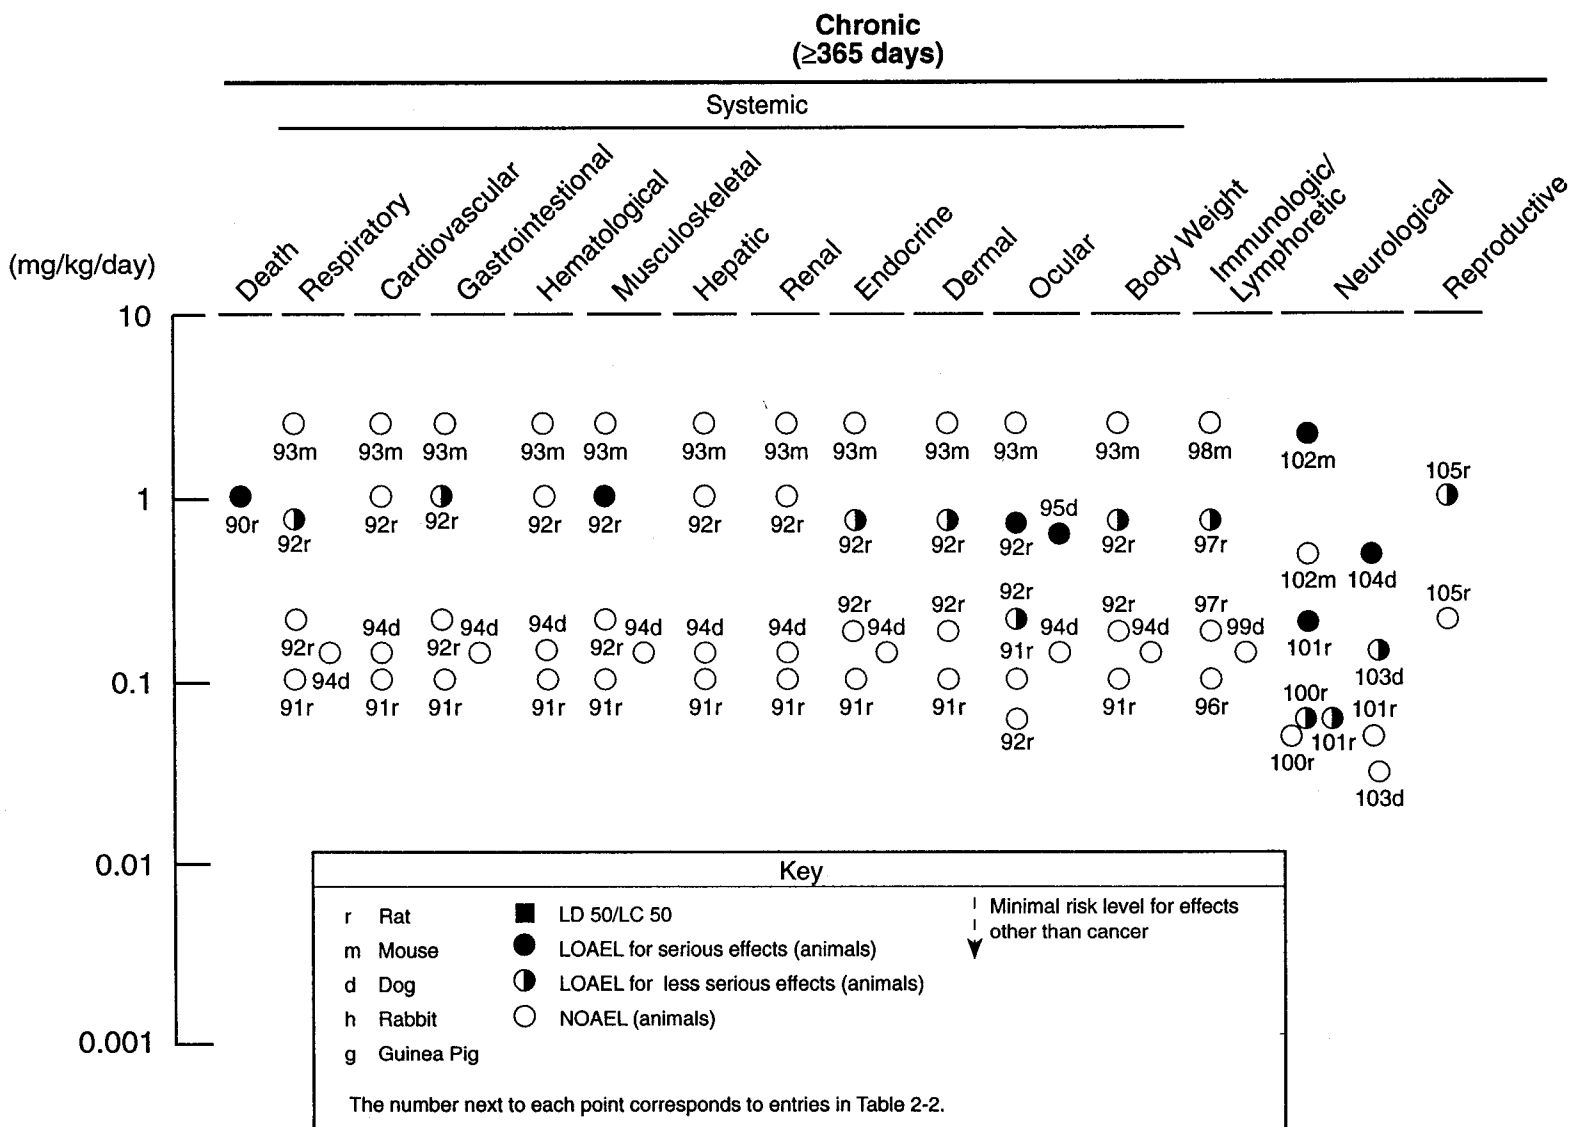 Chronic
(≥365 days)
Systemic
(mg/kg/day)
Death
Respiratory
Cardiovascular
Gastrointestional
Hematological
Musculoskeletal
Hepatic
Renal
Endocrine
Dermal
Ocular
Body Weight
Immunologic/
Lymphoretic
Neurological
Reproductive
10
93m 93m 93m 93m 93m 93m 93m 93m 93m 93m 93m 98m 102m
105r
1
90r 92r 92r 92r 92r 92r 92r
95d
92r 92r 92r 92r 92r 97r
102m 104d
92r 92r 92r 92r 97r 105r
94d 94d 94d 94d 94d 94d 94d 94d 94d 99d
92r 92r 92r 91r 101r
0.1
94d 103d
91r 91r 91r 91r 91r 91r 91r 91r 91r 91r 96r 100r 101r
92r 101r
100r
103d
0.01
0.001
Key
r Rat
m Mouse
d Dog
h Rabbit
g Guinea Pig
LD 50/LC 50
LOAEL for serious effects (animals)
LOAEL for less serious effects (animals)
NOAEL (animals)
Minimal risk level for effects
other than cancer
The number next to each point corresponds to entries in Table 2-2.